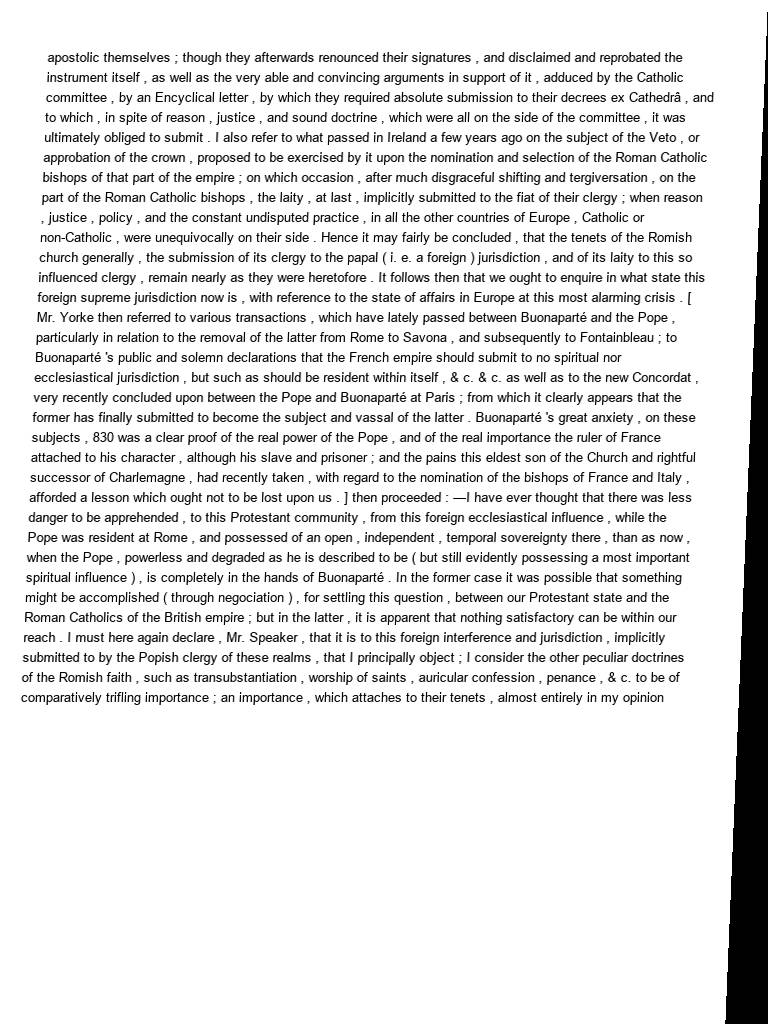 apostolic themselves ; though they afterwards renounced their signatures , and disclaimed and reprobated the
instrument itself , as well as the very able and convincing arguments in support of it , adduced by the Catholic
committee , by an Encyclical letter , by which they required absolute submission to their decrees ex Cathedrâ , and
to which , in spite of reason , justice , and sound doctrine , which were all on the side of the committee , it was
ultimately obliged to submit . I also refer to what passed in Ireland a few years ago on the subject of the Veto , or
approbation of the crown , proposed to be exercised by it upon the nomination and selection of the Roman Catholic
bishops of that part of the empire ; on which occasion , after much disgraceful shifting and tergiversation , on the
part of the Roman Catholic bishops , the laity , at last , implicitly submitted to the fiat of their clergy ; when reason
, justice , policy , and the constant undisputed practice , in all the other countries of Europe , Catholic or
non-Catholic , were unequivocally on their side . Hence it may fairly be concluded , that the tenets of the Romish
church generally , the submission of its clergy to the papal ( i. e. a foreign ) jurisdiction , and of its laity to this so
influenced clergy , remain nearly as they were heretofore . It follows then that we ought to enquire in what state this
foreign supreme jurisdiction now is , with reference to the state of affairs in Europe at this most alarming crisis . [
Mr. Yorke then referred to various transactions , which have lately passed between Buonaparté and the Pope ,
particularly in relation to the removal of the latter from Rome to Savona , and subsequently to Fontainbleau ; to
Buonaparté 's public and solemn declarations that the French empire should submit to no spiritual nor
ecclesiastical jurisdiction , but such as should be resident within itself , & c. & c. as well as to the new Concordat ,
very recently concluded upon between the Pope and Buonaparté at Paris ; from which it clearly appears that the
former has finally submitted to become the subject and vassal of the latter . Buonaparté 's great anxiety , on these
subjects , 830 was a clear proof of the real power of the Pope , and of the real importance the ruler of France
attached to his character , although his slave and prisoner ; and the pains this eldest son of the Church and rightful
successor of Charlemagne , had recently taken , with regard to the nomination of the bishops of France and Italy ,
afforded a lesson which ought not to be lost upon us . ] then proceeded : —I have ever thought that there was less
danger to be apprehended , to this Protestant community , from this foreign ecclesiastical influence , while the
Pope was resident at Rome , and possessed of an open , independent , temporal sovereignty there , than as now ,
when the Pope , powerless and degraded as he is described to be ( but still evidently possessing a most important
spiritual influence ) , is completely in the hands of Buonaparté . In the former case it was possible that something
might be accomplished ( through negociation ) , for settling this question , between our Protestant state and the
Roman Catholics of the British empire ; but in the latter , it is apparent that nothing satisfactory can be within our
reach . I must here again declare , Mr. Speaker , that it is to this foreign interference and jurisdiction , implicitly
submitted to by the Popish clergy of these realms , that I principally object ; I consider the other peculiar doctrines
of the Romish faith , such as transubstantiation , worship of saints , auricular confession , penance , & c. to be of
comparatively trifling importance ; an importance , which attaches to their tenets , almost entirely in my opinion